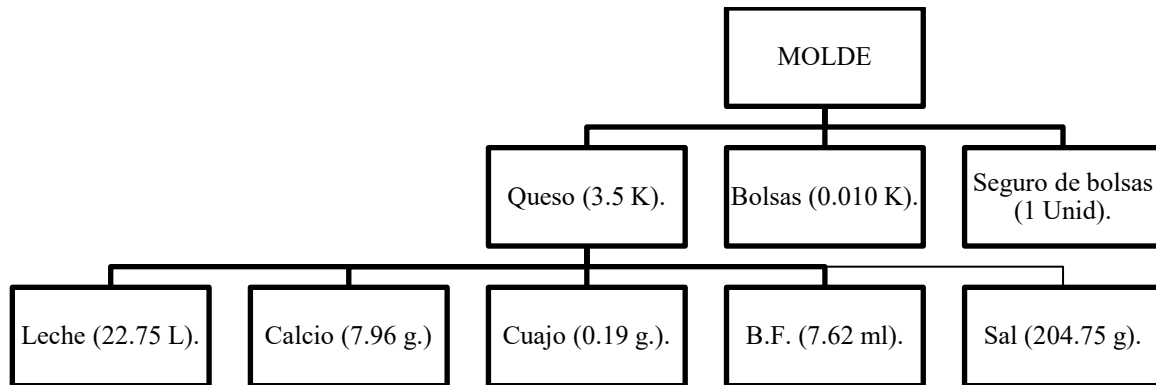 MOLDE
Queso (3.5 K).
Bolsas (0.010 K).
Seguro de bolsas
(1 Unid).
Leche (22.75 L).
Calcio (7.96 g.)
Cuajo (0.19 g.).
B.F. (7.62 ml).
Sal (204.75 g).